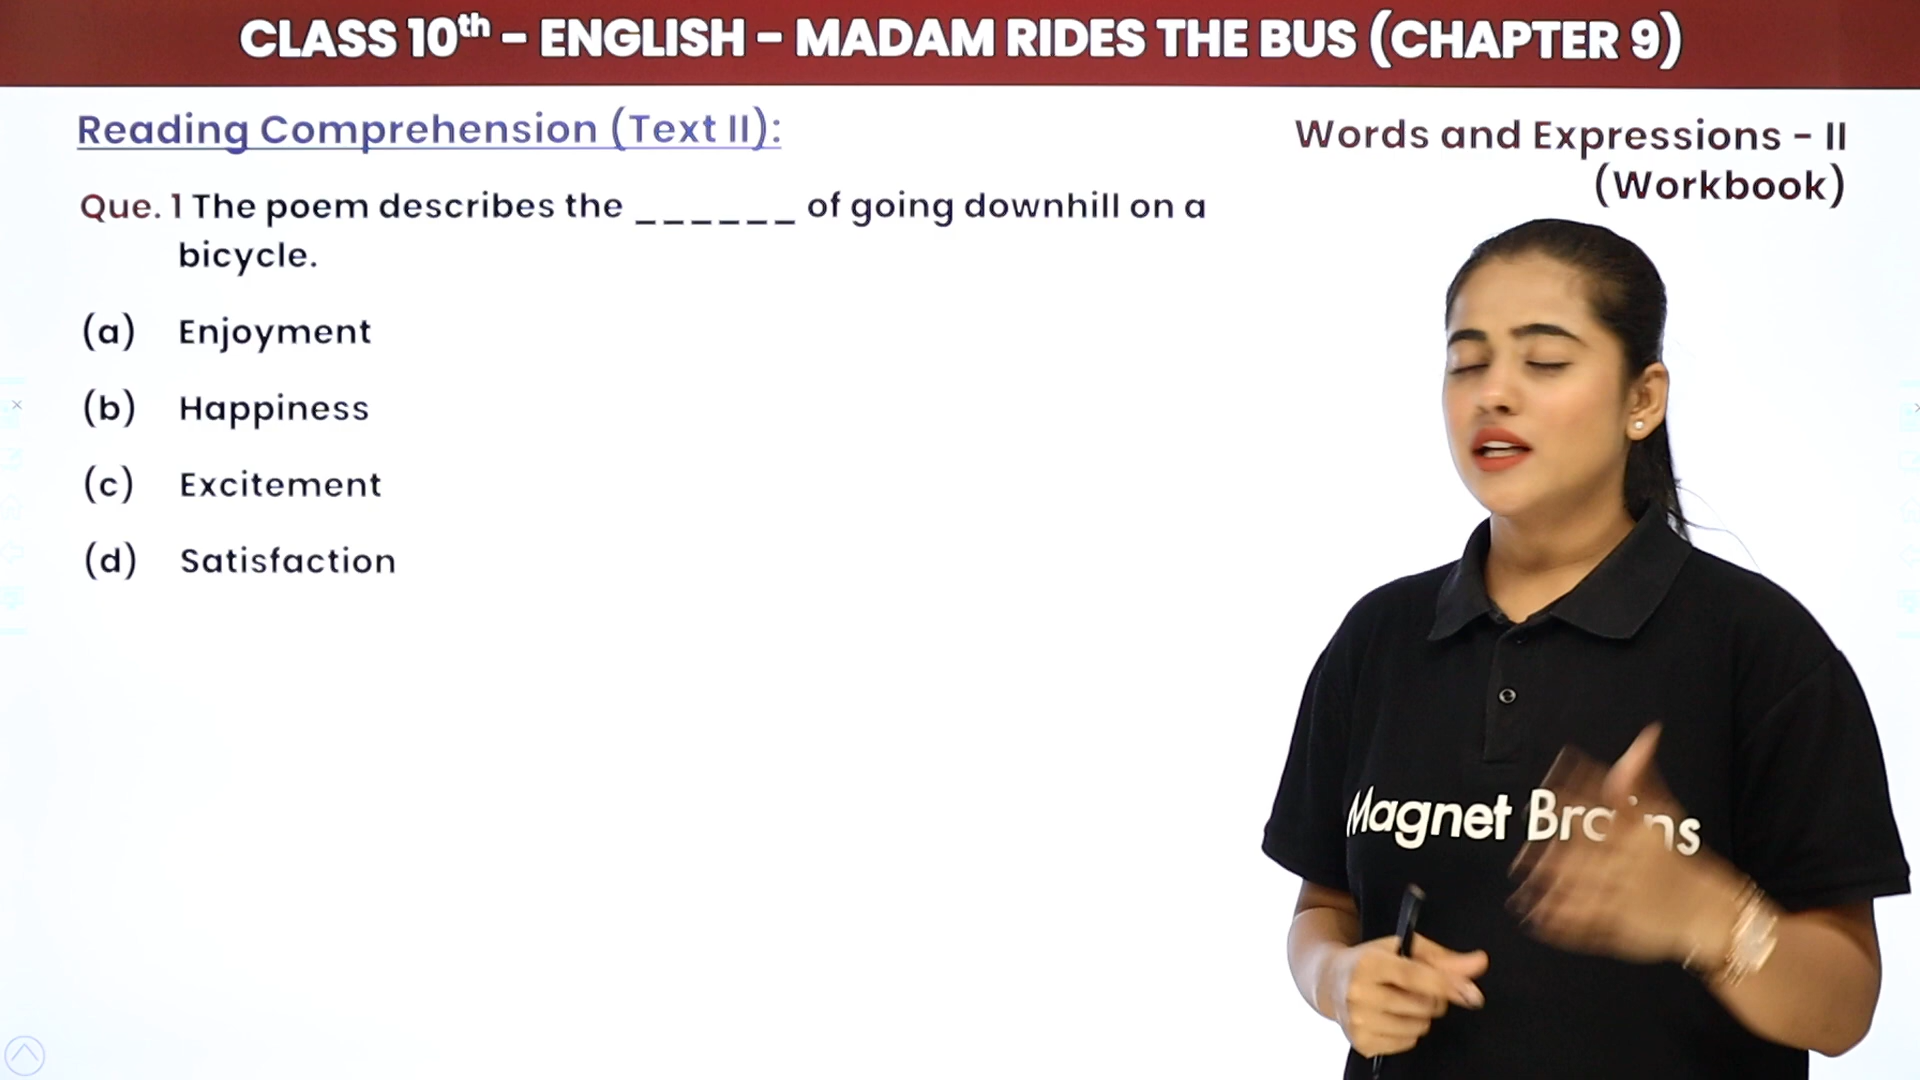 CLASS 10th - ENGLISH - MADAM RIDES THE BUS (CHAPTER 9)
Reading Comprehension (Text II):
Words and Expressions - II
(Workbook)
Que. 1 The poem describes the ______ of going downhill on a
bicycle.
(a) Enjoyment
(b) Happiness
(c) Excitement
(d) Satisfaction
Magnet Brains